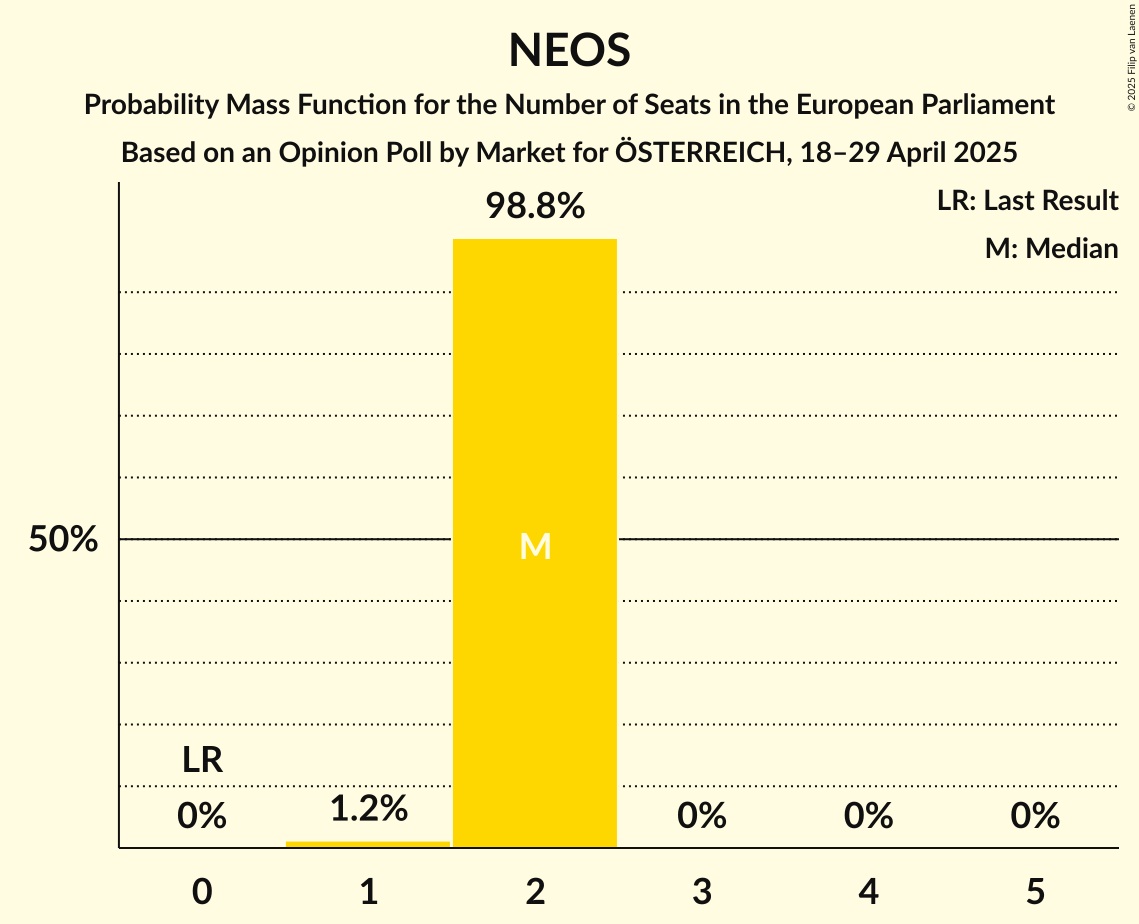 NEOS
Probability Mass Function for the Number of Seats in the European Parliament
Based on an Opinion Poll by Market for ÖSTERREICH, 18–29 April 2025
© 2025 Filip van Laenen
LR: Last Result
M: Median
98.8%
50%
M
LR
0%
1.2%
0%
0%
0%
0
1
2
3
4
5